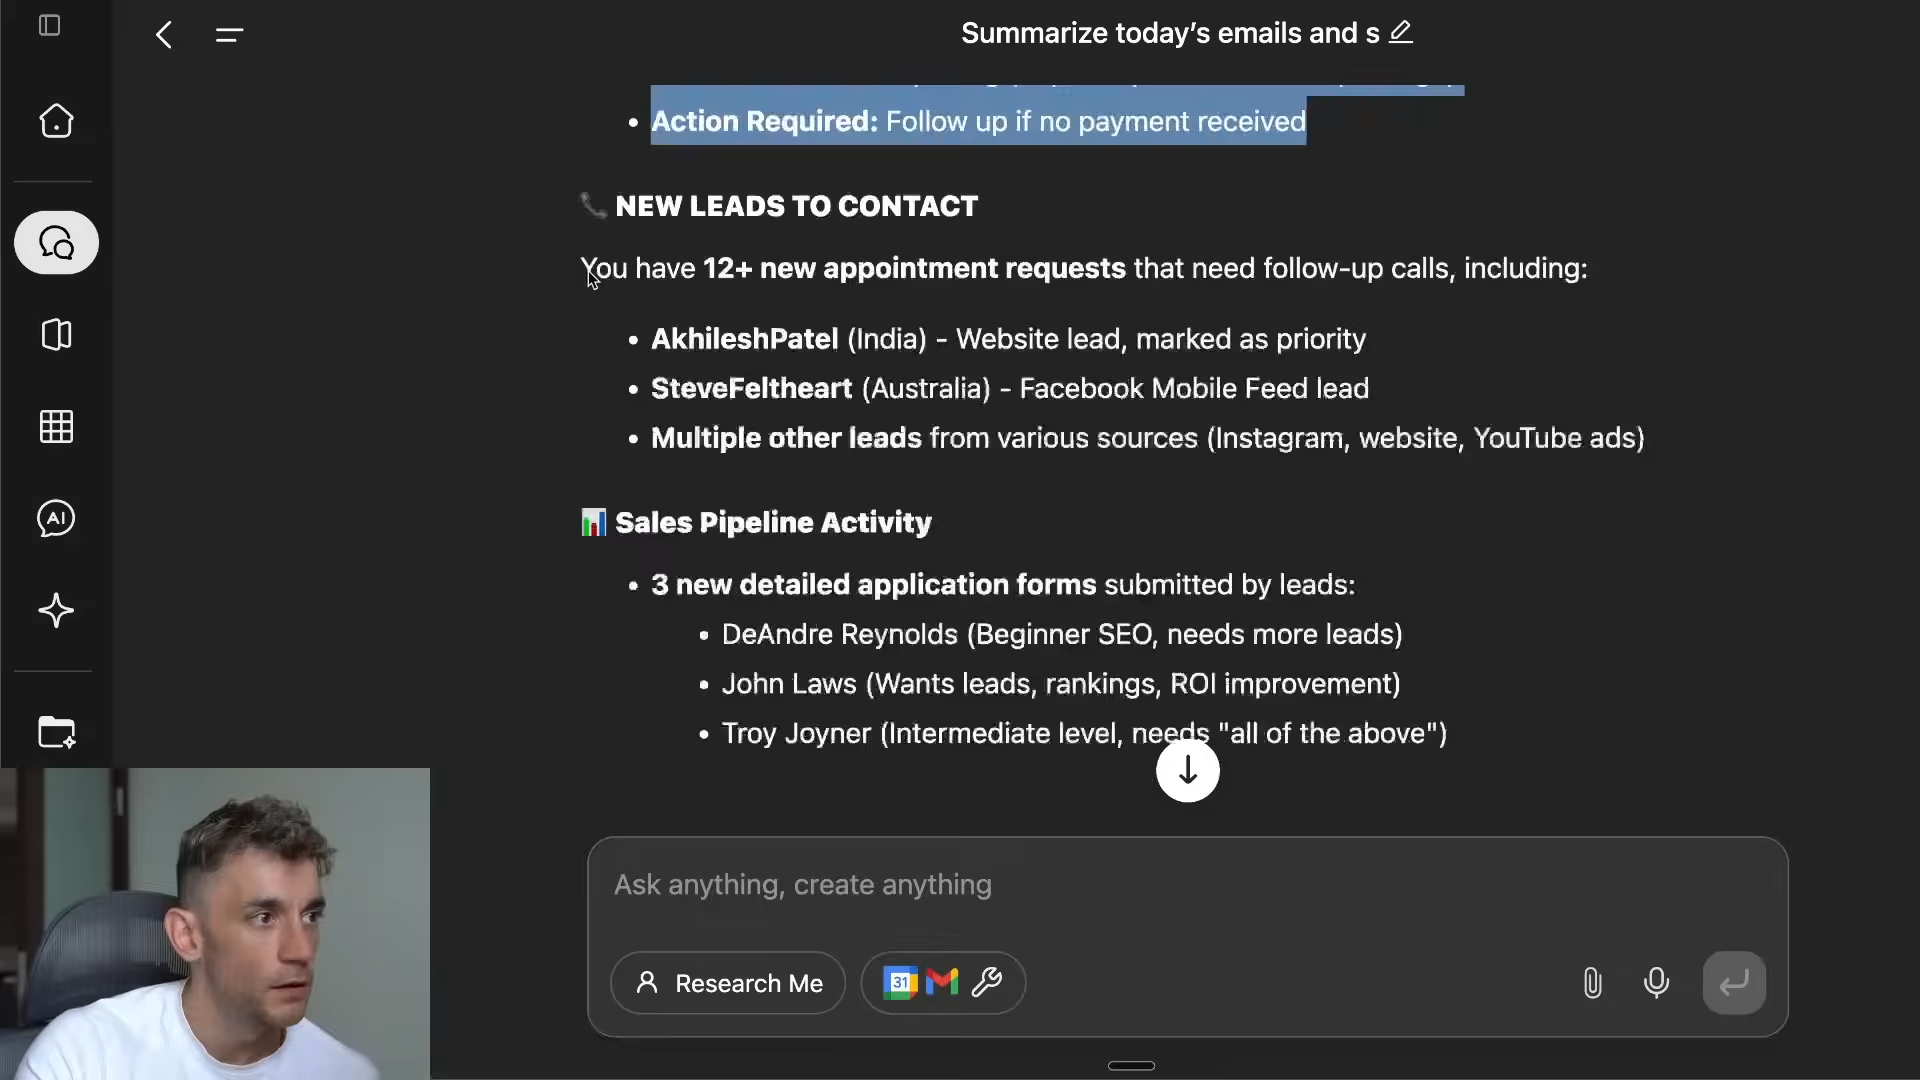 Summarize today's emails and s
Action Required: Follow up if no payment received
NEW LEADS TO CONTACT
You have 12+ new appointment requests that need follow-up calls, including:
AkhileshPatel (India) - Website lead, marked as priority
SteveFeltheart (Australia) - Facebook Mobile Feed lead
Multiple other leads from various sources (Instagram, website, YouTube ads)
Sales Pipeline Activity
3 new detailed application forms submitted by leads:
DeAndre Reynolds (Beginner SEO, needs more leads)
John Laws (Wants leads, rankings, ROI improvement)
Troy Joyner (Intermediate level, needs "all of the above")
AI
Ask anything, create anything
Research Me
31